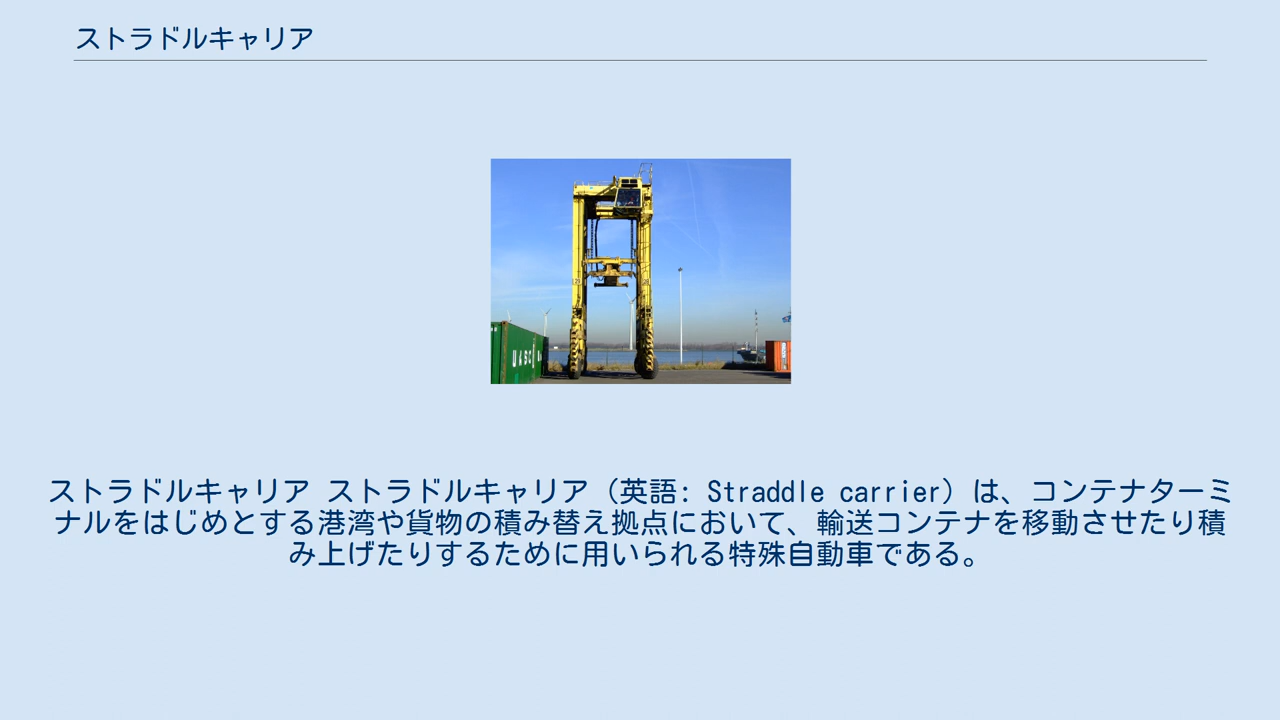 ストラドルキャリア
UASC
ストラドルキャリア ストラドルキャリア（英語: Straddle carrier）は、コンテナターミ
ナルをはじめとする港湾や貨物の積み替え拠点において、輸送コンテナを移動させたり積
み上げたりするために用いられる特殊自動車である。